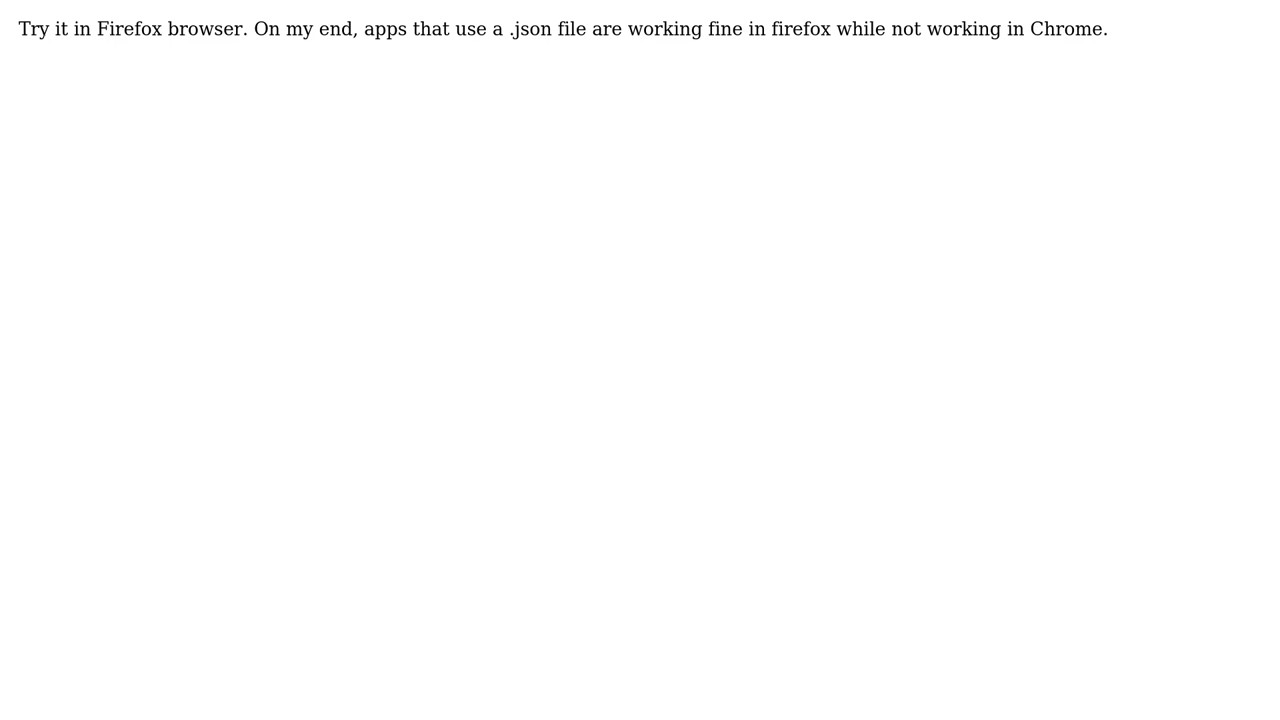 Try it in Firefox browser. On my end, apps that use a .json file are working fine in firefox while not working in Chrome.